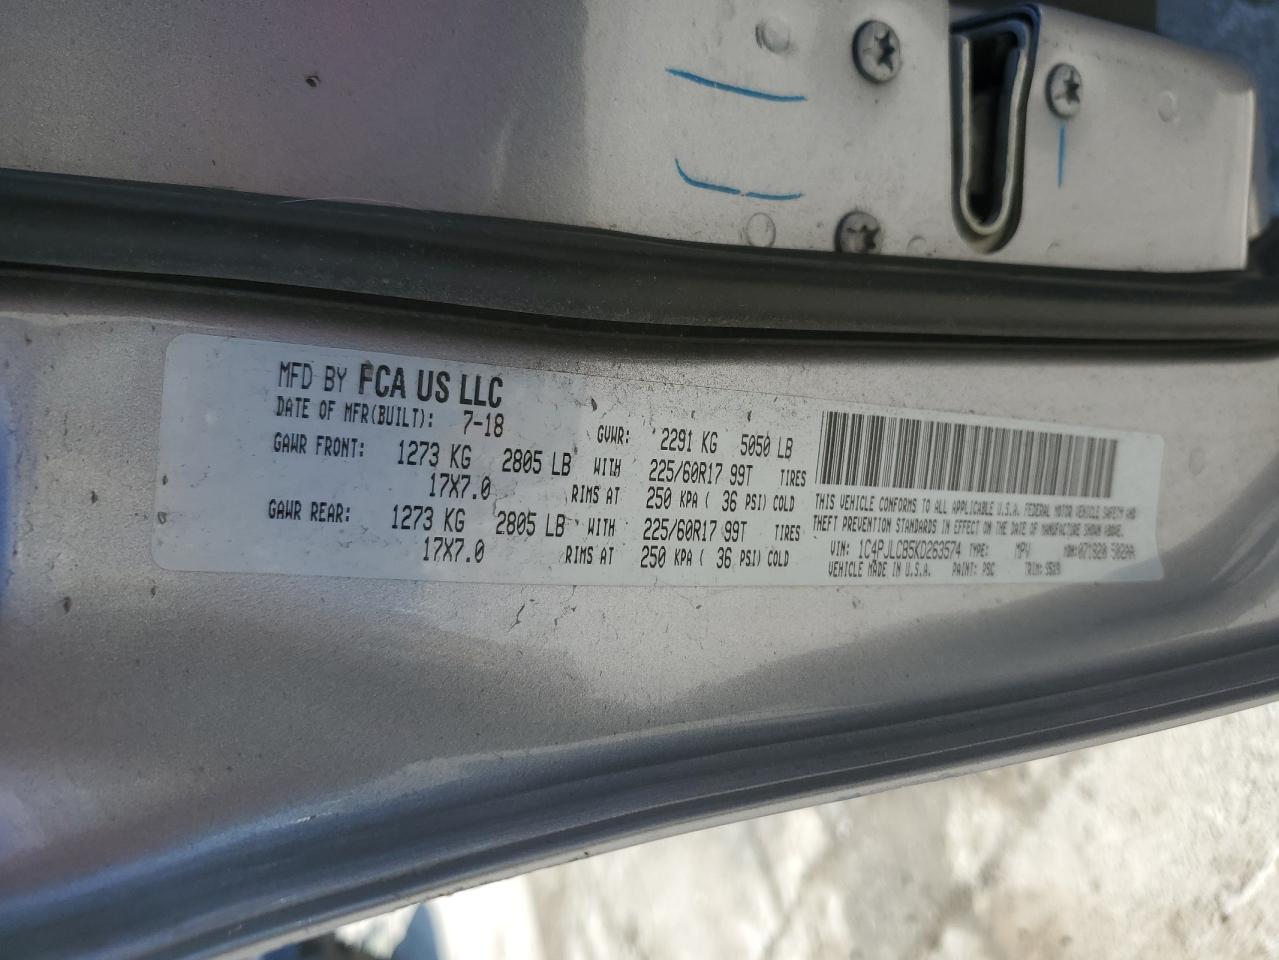 MFD BY FCA US LLC
DATE OF MFR(BUILT): 7-18
GVWR: 2291 KG 5050 LB
GAWR FRONT: 1273 KG 2805 LB WITH 225/60R17 99T TIRES
17X7.0 RIMS AT 250 KPA ( 36 PSI) COLD
GAWR REAR: 1273 KG 2805 LB WITH 225/60R17 99T TIRES
17X7.0 RIMS AT 250 KPA ( 36 PSI) COLD
THIS VEHICLE CONFORMS TO ALL APPLICABLE U.S.A. FEDERAL MOTOR VEHICLE SAFETY AND
THEFT PREVENTION STANDARDS IN EFFECT ON THE DATE OF MANUFACTURE SHOWN ABOVE.
VIN: 1C4PJLCB5KD263574 TYPE: MPV MDH:
VEHICLE MADE IN U.S.A. PAINT: PSC TRIM: